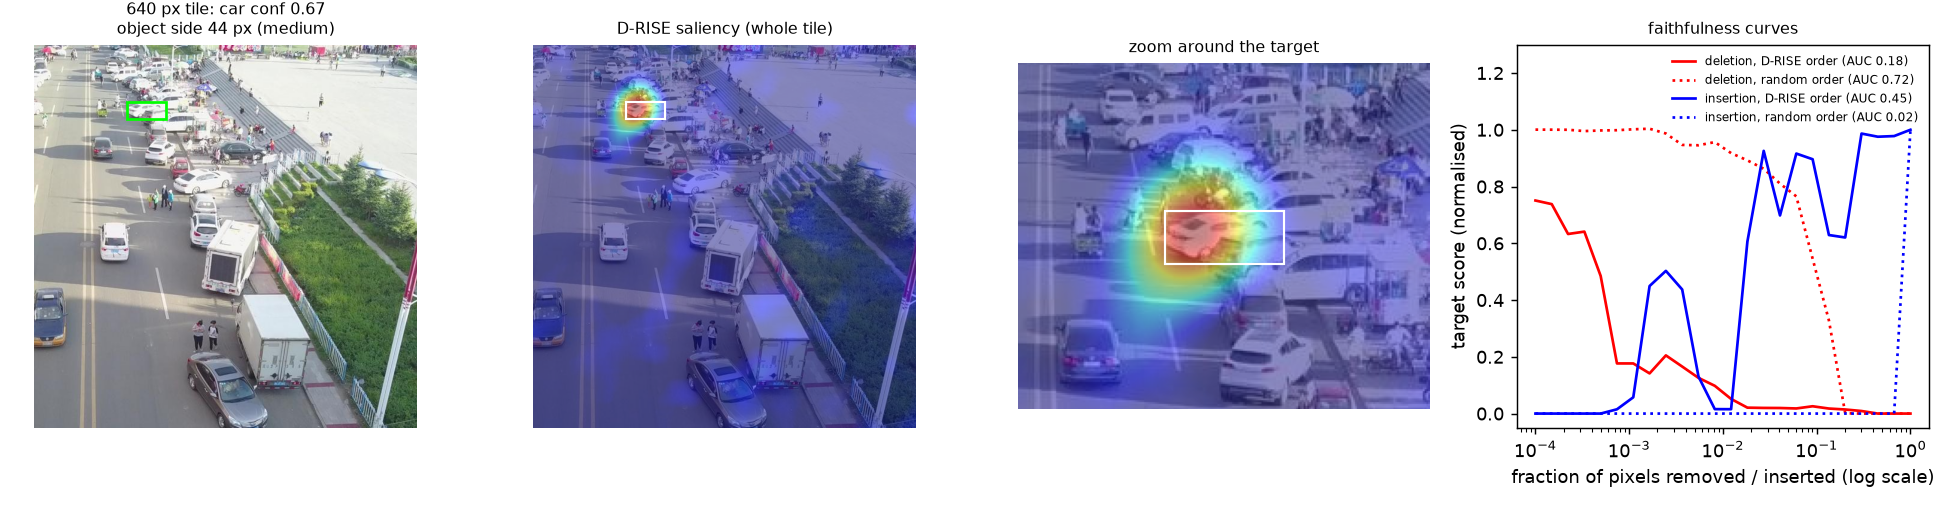 640 px tile: car conf 0.67
object side 44 px (medium)
D-RISE saliency (whole tile)
zoom around the target
faithfulness curves
deletion, D-RISE order (AUC 0.18)
deletion, random order (AUC 0.72)
insertion, D-RISE order (AUC 0.45)
insertion, random order (AUC 0.02)
target score (normalised)
1.2
1.0
0.8
0.6
0.4
0.2
0.0
10⁻⁴ 10⁻³ 10⁻² 10⁻¹ 10⁰
fraction of pixels removed / inserted (log scale)